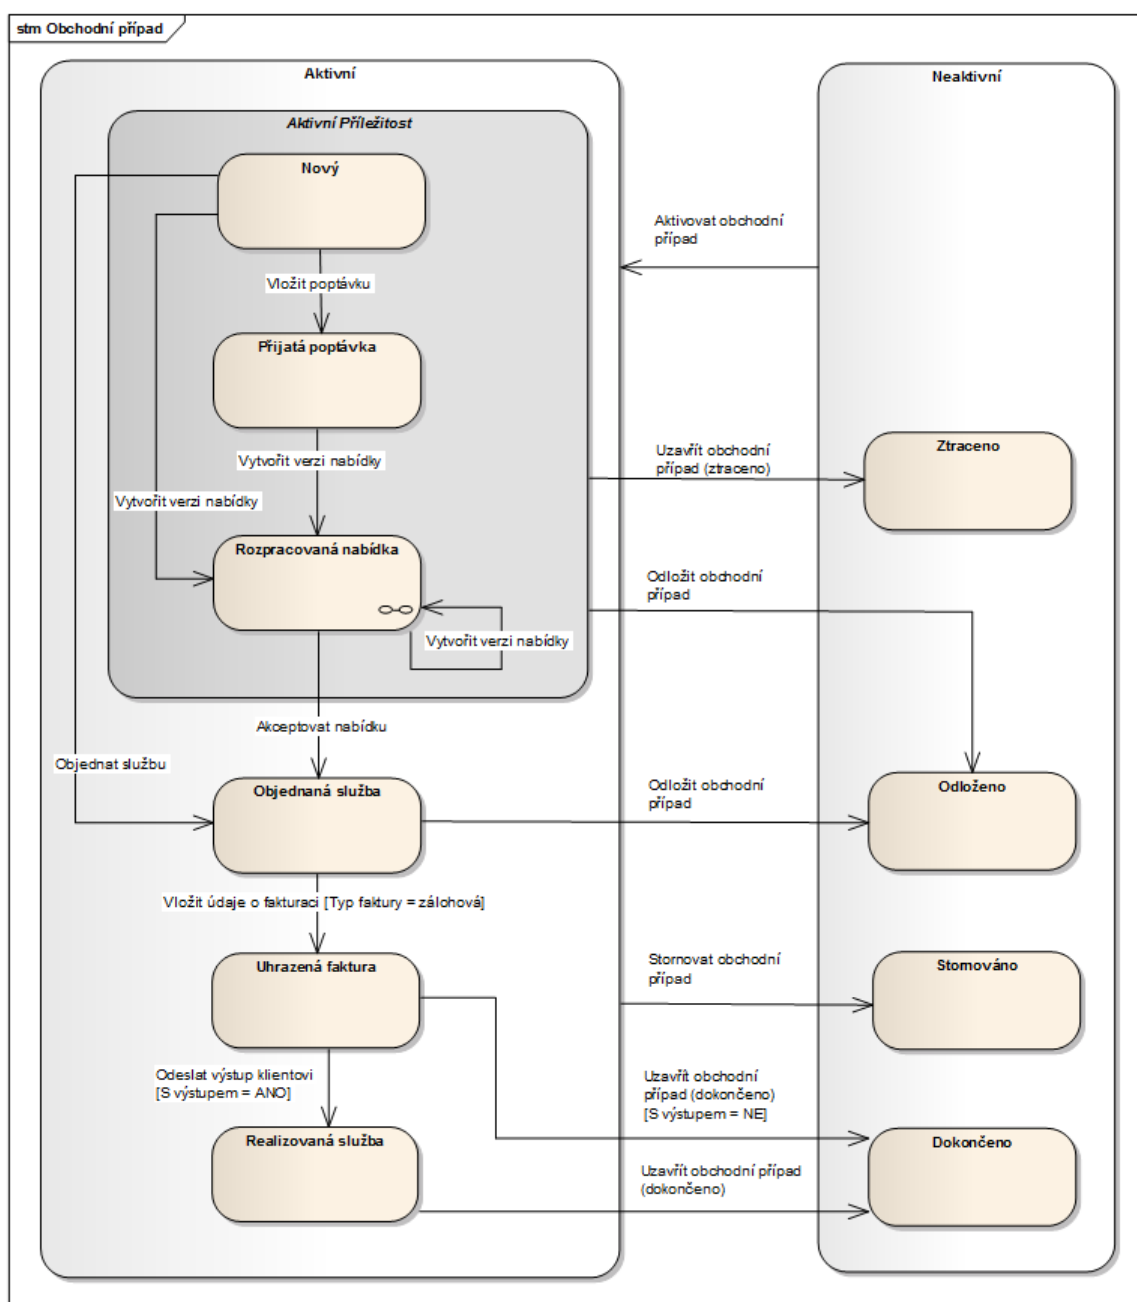 stm Obchodní případ
Aktivní
Neaktivní
Aktivní Příležitost
Nový
Aktivovat obchodní
případ
Vložit poptávku
Přijatá poptávka
Vytvořit verzi nabídky
Uzavřít obchodní
případ (ztraceno)
Ztraceno
Vytvořit verzi nabídky
Rozpracovaná nabídka
Odložit obchodní
případ
Vytvořit verzi nabídky
Akceptovat nabídku
Objednat službu
Objednaná služba
Odložit obchodní
případ
Odloženo
Vložit údaje o fakturaci [Typ faktury = zálohová]
Uhrazená faktura
Stornovat obchodní
případ
Stornováno
Odeslat výstup klientovi
[S výstupem = ANO]
Uzavřít obchodní
případ (dokončeno)
[S výstupem = NE]
Realizovaná služba
Dokončeno
Uzavřít obchodní případ
(dokončeno)